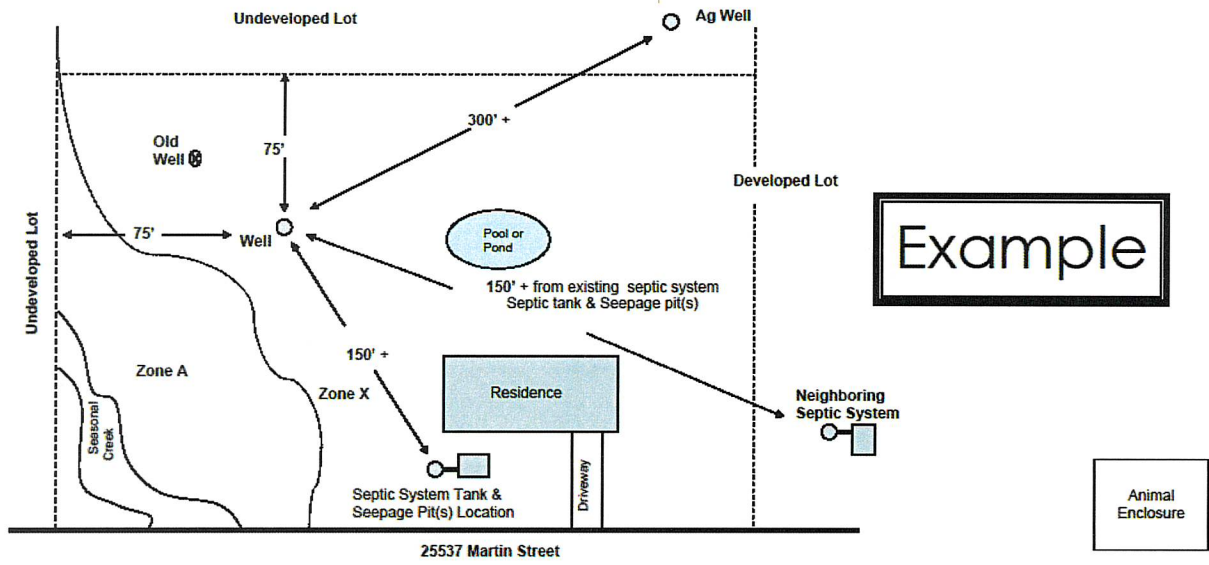 Undeveloped Lot
Ag Well
300' +
Old
Well
75'
Developed Lot
Undeveloped Lot
75'
Well
Pool or
Pond
Example
150' + from existing septic system
Septic tank & Seepage pit(s)
150' +
Zone A
Zone X
Residence
Neighboring
Septic System
Seasonal
Creek
Driveway
Septic System Tank &
Seepage Pit(s) Location
Animal
Enclosure
25537 Martin Street